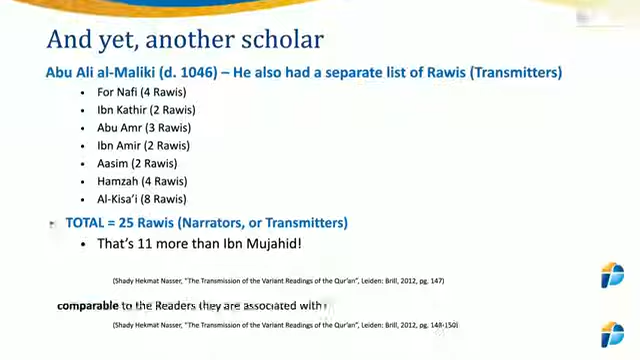 And yet, another scholar
Abu Ali al-Maliki (d. 1046) – He also had a separate list of Rawis (Transmitters)
• For Nafi (4 Rawis)
• Ibn Kathir (2 Rawis)
• Abu Amr (3 Rawis)
• Ibn Amir (2 Rawis)
• Aasim (2 Rawis)
• Hamzah (4 Rawis)
• Al-Kisa'i (8 Rawis)
TOTAL = 25 Rawis (Narrators, or Transmitters)
• That's 11 more than Ibn Mujahid!
(Shady Hekmat Nasser, "The Transmission of the Variant Readings of the Qur'an", Leiden: Brill, 2012, pg. 147)
comparable to the Readers they are associated with
(Shady Hekmat Nasser, "The Transmission of the Variant Readings of the Qur'an", Leiden: Brill, 2012, pg. 148-150)